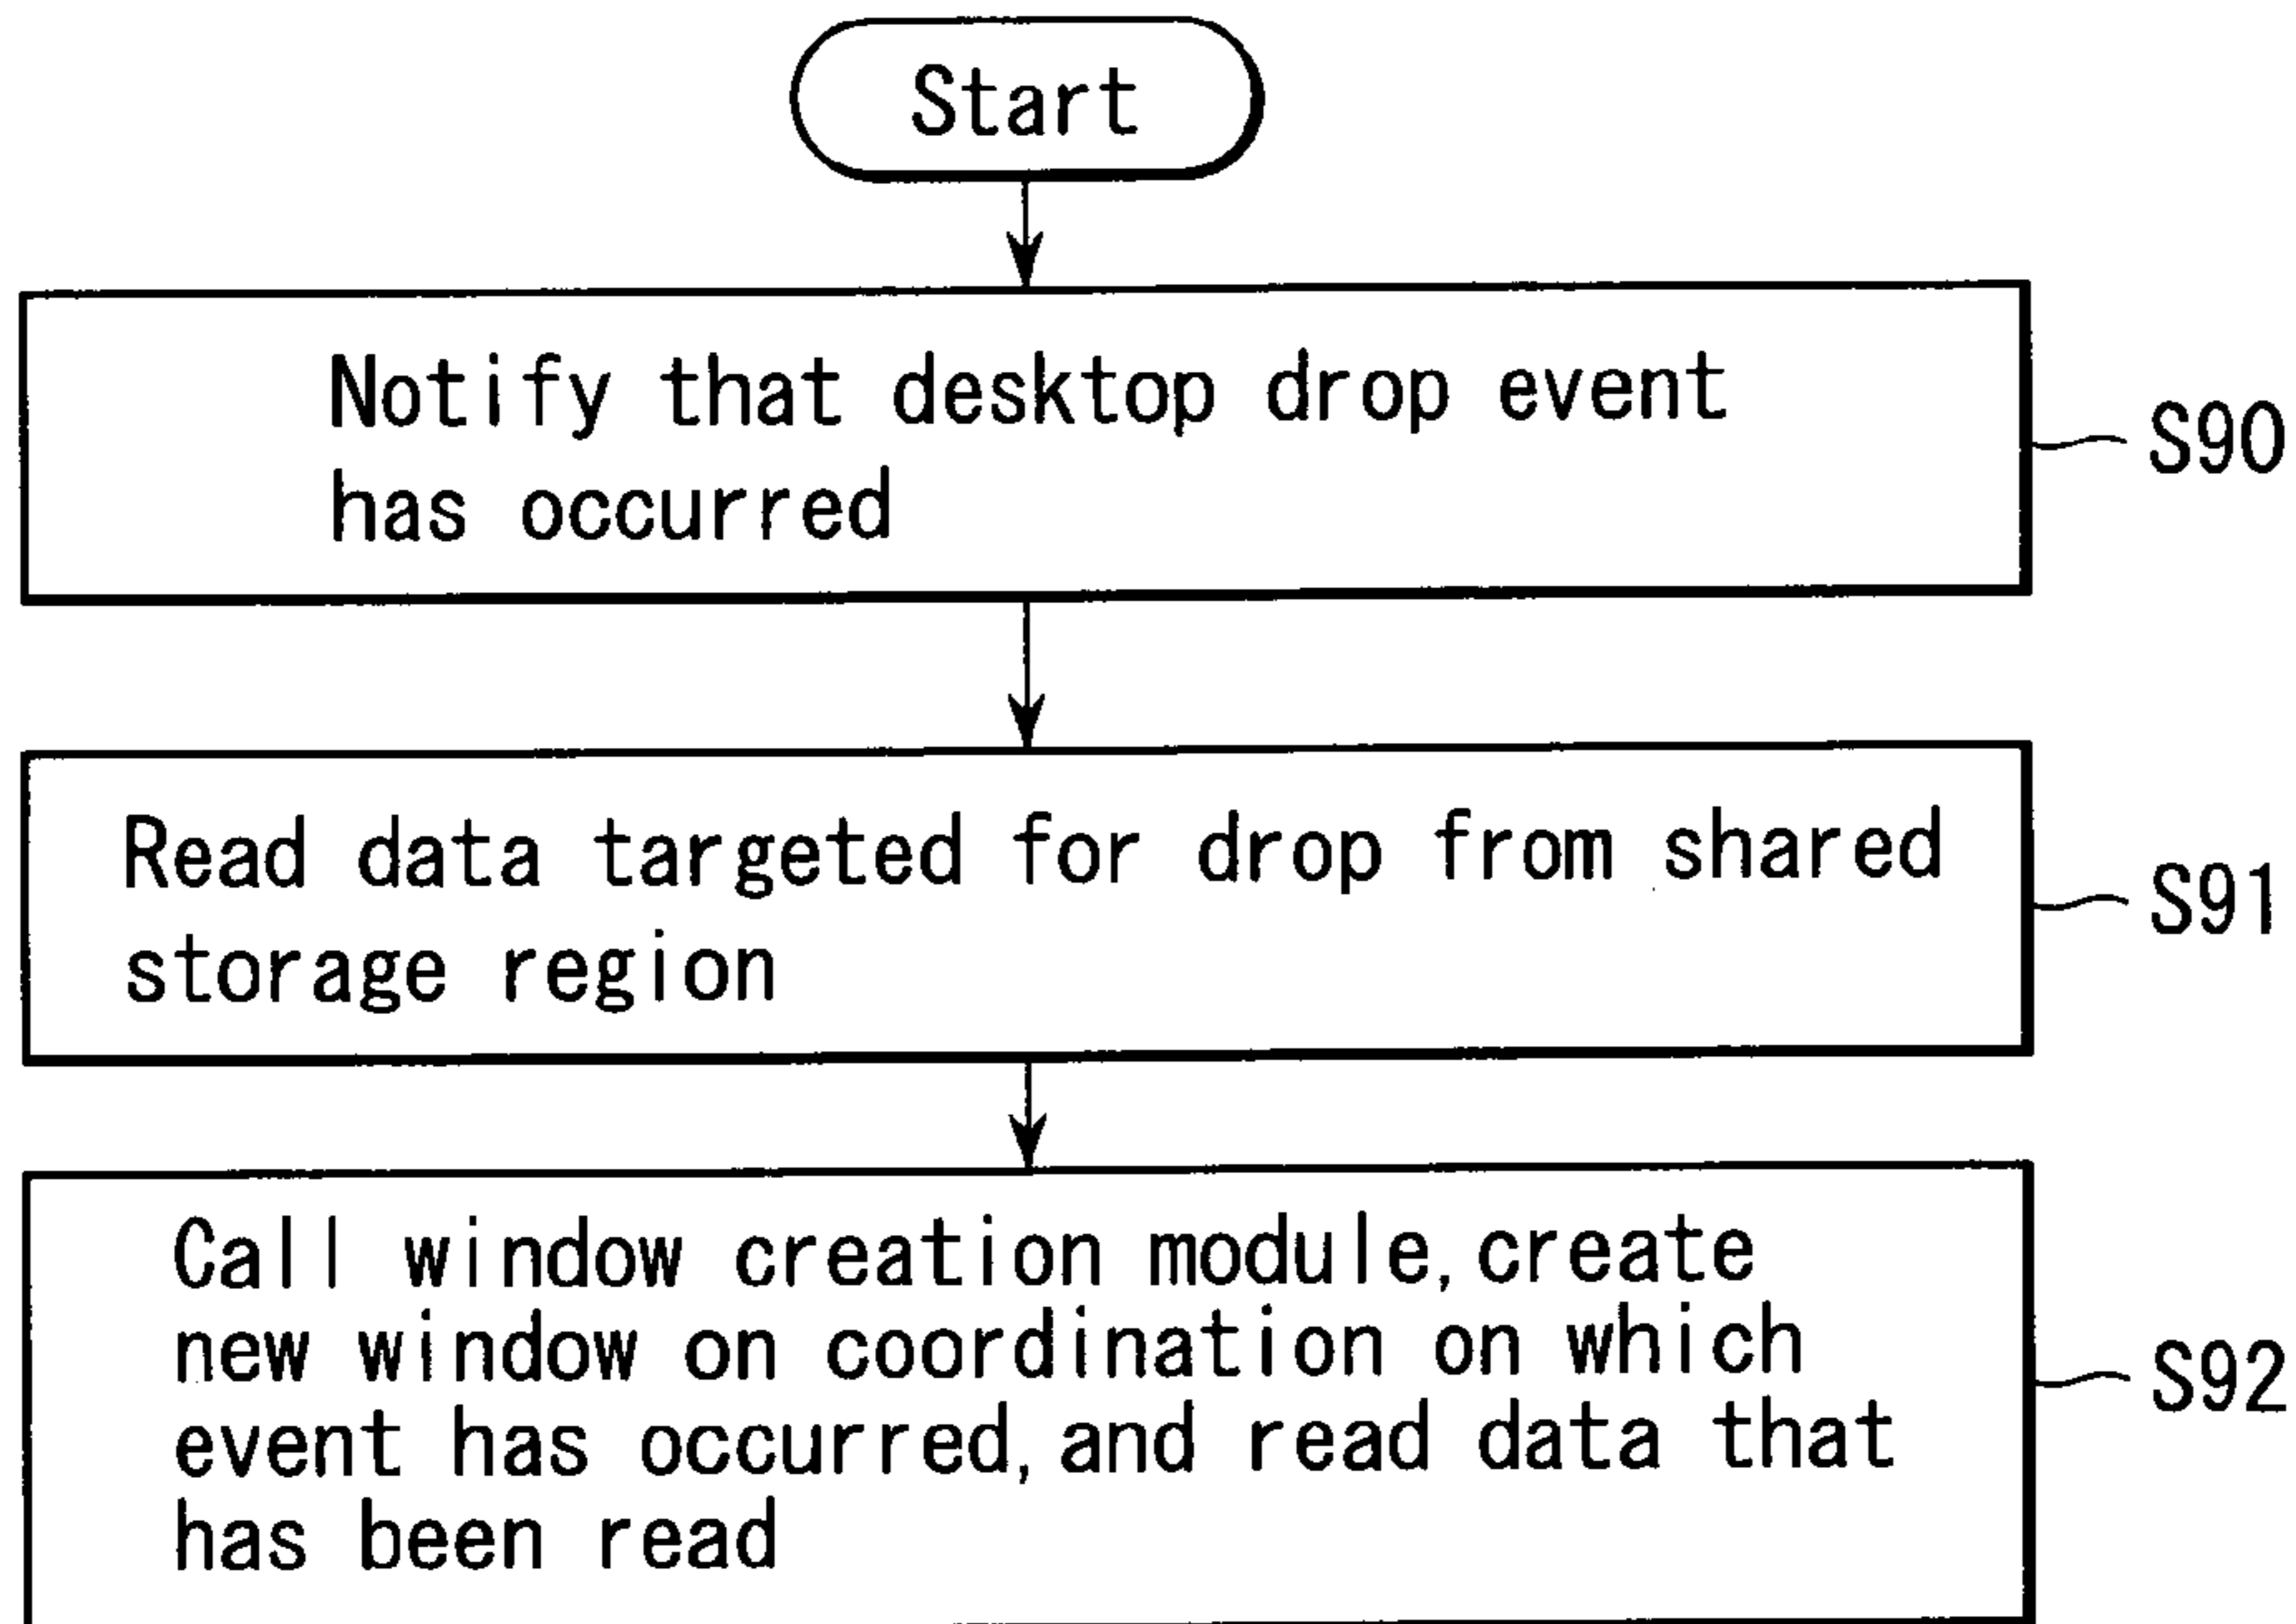 Start
Notify that desktop drop event
has occurred
S90
Read data targeted for drop from shared
storage region
S91
Call window creation module, create
new window on coordination on which
event has occurred, and read data that
has been read
S92